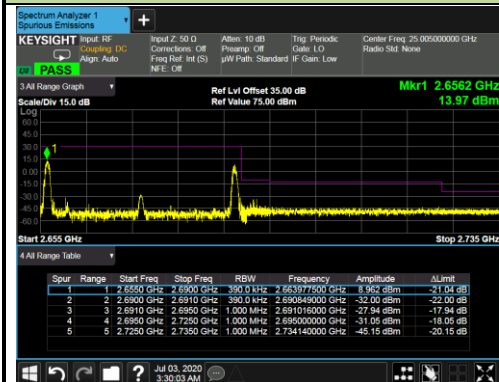 Spectrum Analyzer 1
Spurious Emissions
KEYSIGHT Input: RF Input Z: 50 Ω Atten: 10 dB Trig: Periodic Center Freq: 25.005000000 GHz
Coupling: DC Corrections: Off Preamp: Off Gate: LO Radio Std: None
Align: Auto Freq Ref: Int (S) µW Path: Standard IF Gain: Low
NFE: Off
PASS
3 All Range Graph Ref Lvl Offset 35.00 dB Mkr1 2.6562 GHz
Scale/Div 15.0 dB Ref Value 75.00 dBm 13.97 dBm
Log
60.0
45.0
30.0
15.0
0.00
-15.0
-30.0
-45.0
-60.0
1
Start 2.655 GHz Stop 2.735 GHz
4 All Range Table
Spur Range Start Freq Stop Freq RBW Frequency Amplitude ΔLimit
1 1 2.6550 GHz 2.6900 GHz 390.0 kHz 2.663977500 GHz 8.962 dBm -21.04 dB
2 2 2.6900 GHz 2.6910 GHz 390.0 kHz 2.690849000 GHz -32.00 dBm -22.00 dB
3 3 2.6910 GHz 2.6950 GHz 1.000 MHz 2.691016000 GHz -27.94 dBm -17.94 dB
4 4 2.6950 GHz 2.7250 GHz 1.000 MHz 2.695000000 GHz -31.05 dBm -18.05 dB
5 5 2.7250 GHz 2.7350 GHz 1.000 MHz 2.734140000 GHz -45.15 dBm -20.15 dB
Jul 03, 2020
3:30:03 AM